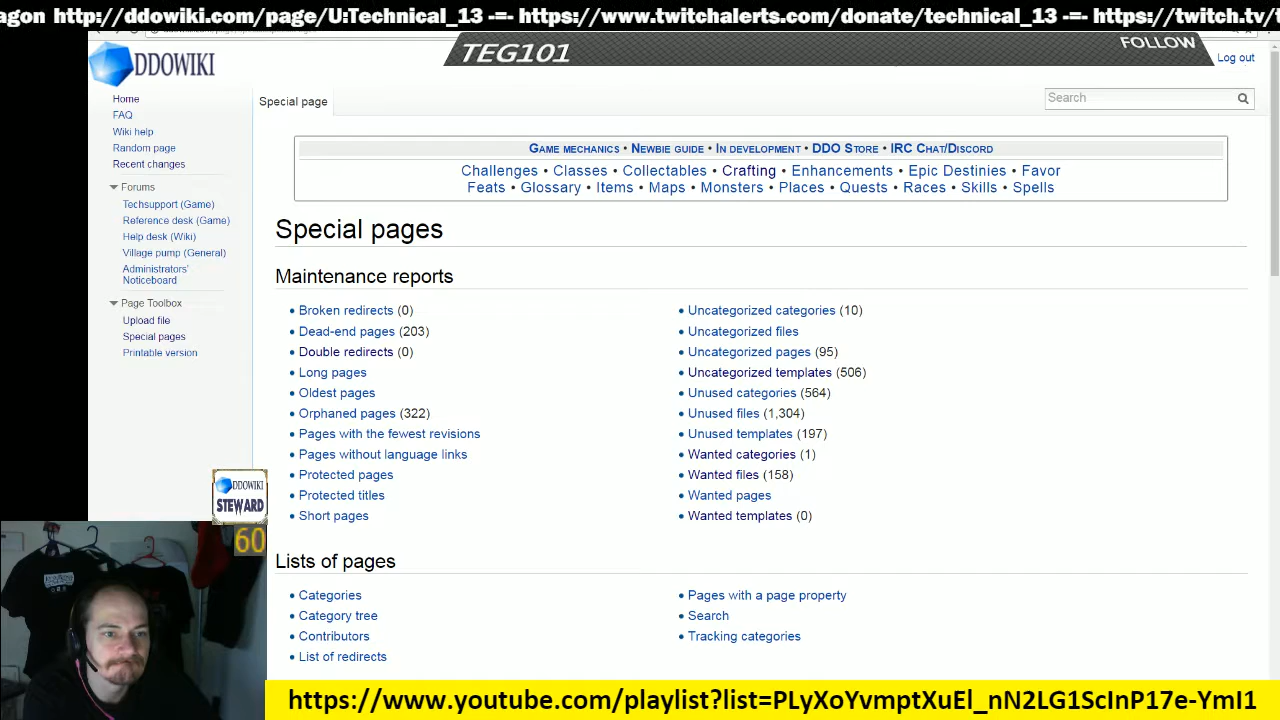 agon http://ddowiki.com/page/U:Technical_13 -=- https://www.twitchalerts.com/donate/technical_13 -=- https://twitch.tv/t
TEG101
FOLLOW
Log out
DDOWIKI
Home
FAQ
Wiki help
Random page
Recent changes
Forums
Techsupport (Game)
Reference desk (Game)
Help desk (Wiki)
Village pump (General)
Administrators'
Noticeboard
Page Toolbox
Upload file
Special pages
Printable version
Special page
Search
Game mechanics • Newbie guide • In development • DDO Store • IRC Chat/Discord
Challenges • Classes • Collectables • Crafting • Enhancements • Epic Destinies • Favor
Feats • Glossary • Items • Maps • Monsters • Places • Quests • Races • Skills • Spells
Special pages
Maintenance reports
• Broken redirects (0)
• Dead-end pages (203)
• Double redirects (0)
• Long pages
• Oldest pages
• Orphaned pages (322)
• Pages with the fewest revisions
• Pages without language links
• Protected pages
• Protected titles
• Short pages
• Uncategorized categories (10)
• Uncategorized files
• Uncategorized pages (95)
• Uncategorized templates (506)
• Unused categories (564)
• Unused files (1,304)
• Unused templates (197)
• Wanted categories (1)
• Wanted files (158)
• Wanted pages
• Wanted templates (0)
Lists of pages
• Categories
• Category tree
• Contributors
• List of redirects
• Pages with a page property
• Search
• Tracking categories
DDOWIKI
STEWARD
60
https://www.youtube.com/playlist?list=PLyXoYvmptXuEl_nN2LG1ScInP17e-YmI1